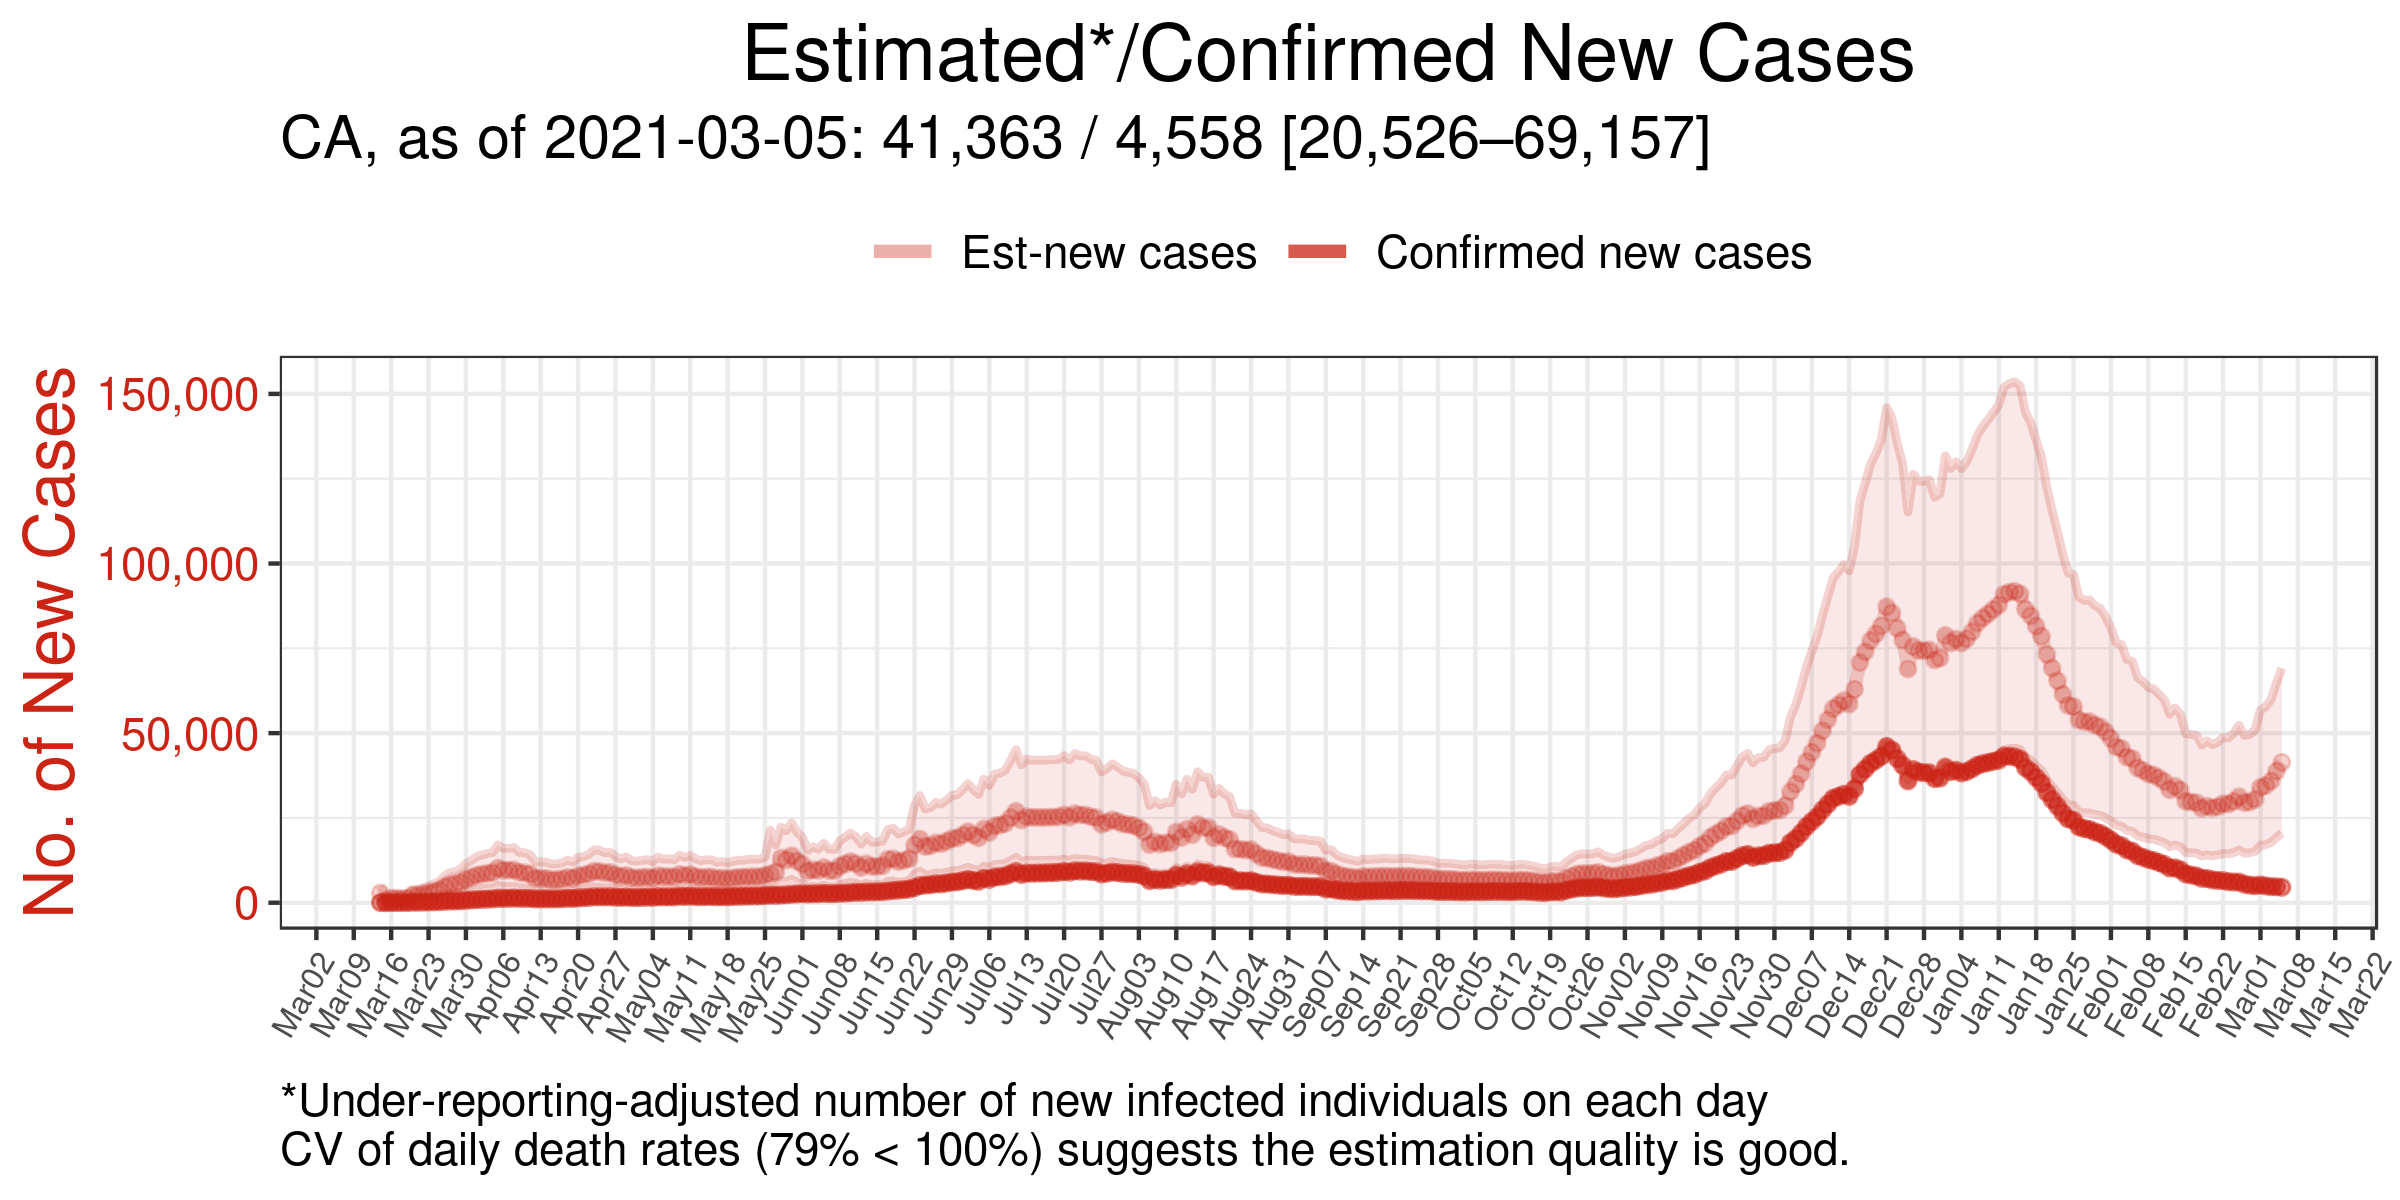 Estimated*/Confirmed New Cases
CA, as of 2021-03-05: 41,363 / 4,558 [20,526–69,157]
Est-new cases
Confirmed new cases
No. of New Cases
150,000
100,000
50,000
0
Mar02
Mar09
Mar16
Mar23
Mar30
Apr06
Apr13
Apr20
Apr27
May04
May11
May18
May25
Jun01
Jun08
Jun15
Jun22
Jun29
Jul06
Jul13
Jul20
Jul27
Aug03
Aug10
Aug17
Aug24
Aug31
Sep07
Sep14
Sep21
Sep28
Oct05
Oct12
Oct19
Oct26
Nov02
Nov09
Nov16
Nov23
Nov30
Dec07
Dec14
Dec21
Dec28
Jan04
Jan11
Jan18
Jan25
Feb01
Feb08
Feb15
Feb22
Mar01
Mar08
Mar15
Mar22
*Under-reporting-adjusted number of new infected individuals on each day
CV of daily death rates (79% < 100%) suggests the estimation quality is good.